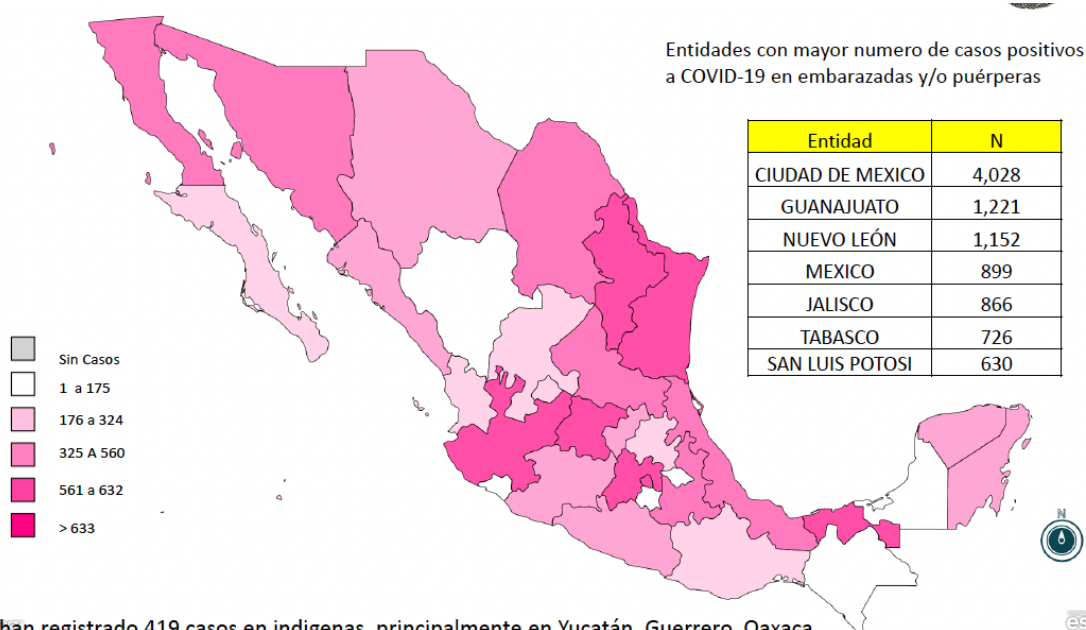 Entidades con mayor numero de casos positivos
a COVID-19 en embarazadas y/o puérperas
Entidad N
CIUDAD DE MEXICO 4,028
GUANAJUATO 1,221
NUEVO LEÓN 1,152
MEXICO 899
JALISCO 866
TABASCO 726
SAN LUIS POTOSI 630
Sin Casos
1 a 175
176 a 324
325 A 560
561 a 632
> 633
N
han registrado 419 casos en indigenas, principalmente en Yucatán, Guerrero, Oaxaca
es